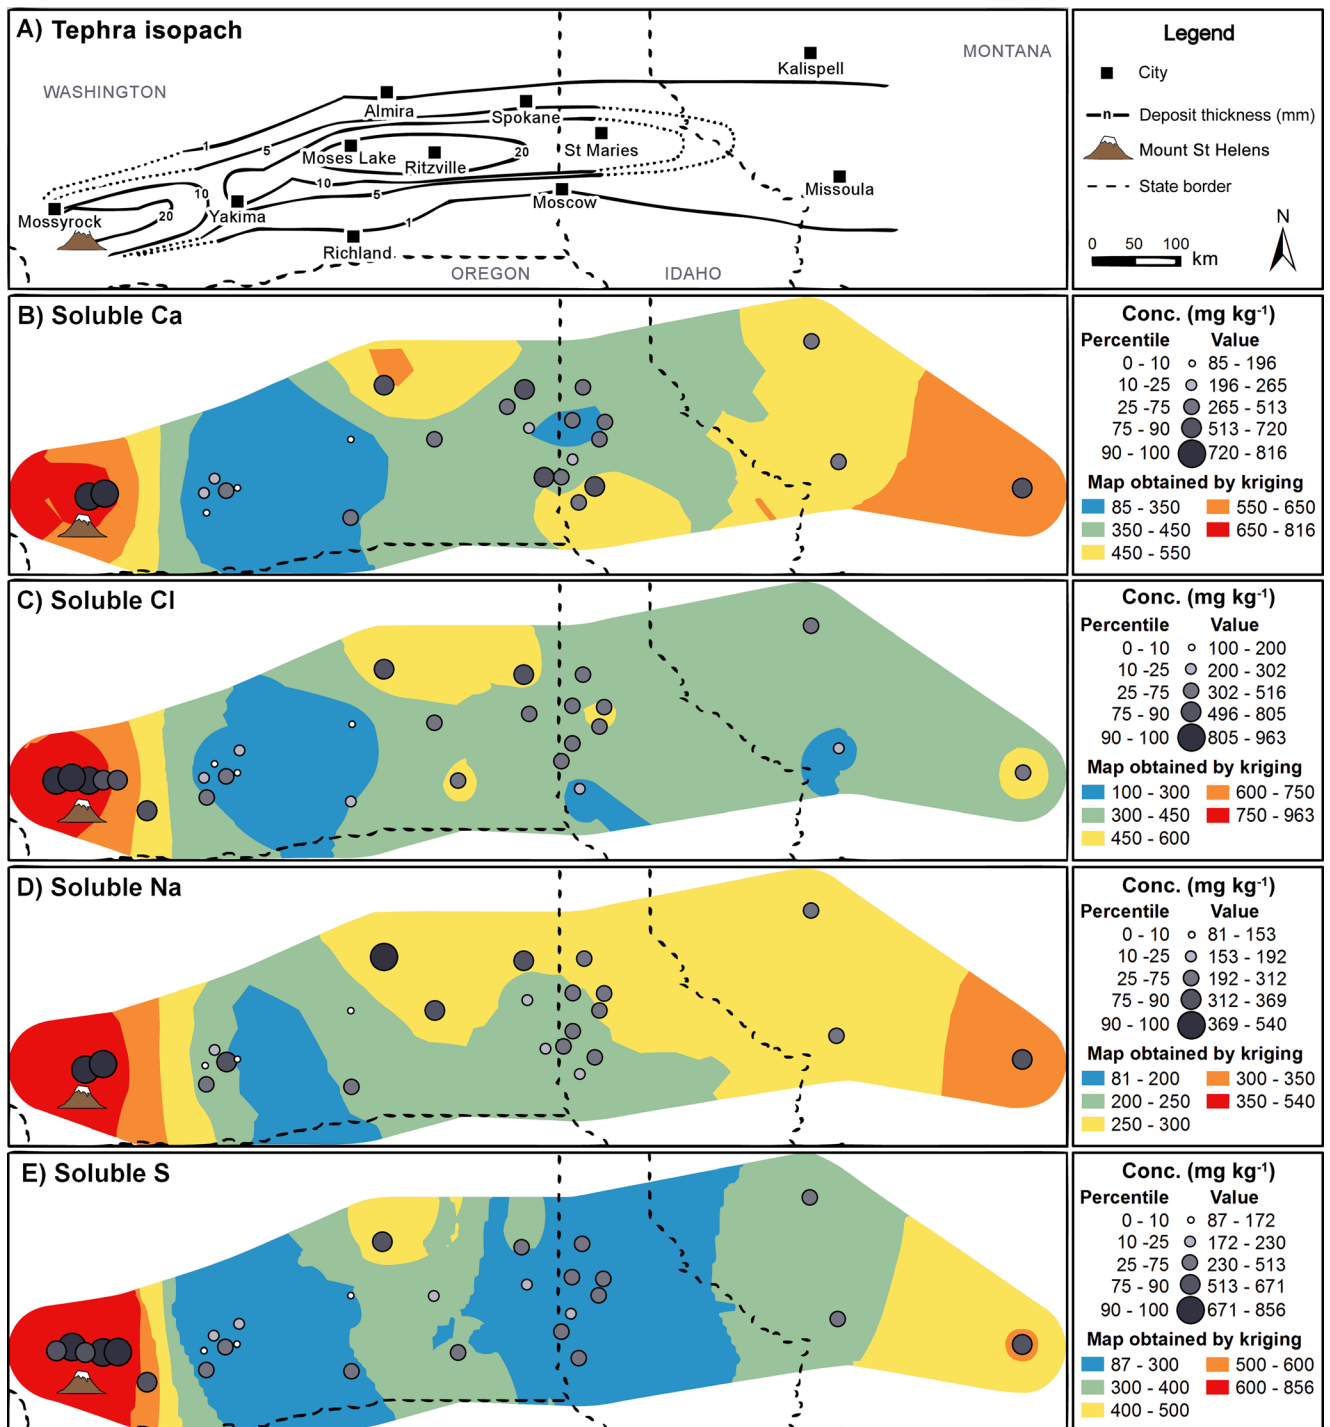 A) Tephra isopach
WASHINGTON
MONTANA
Kalispell
Almira
Spokane
1
5
Moses Lake
Ritzville
20
St Maries
10
10
5
Mossyrock
20
Yakima
Moscow
Missoula
1
Richland
OREGON
IDAHO
Legend
City
n Deposit thickness (mm)
Mount St Helens
State border
N
0 50 100
km
B) Soluble Ca
Conc. (mg kg-1)
Percentile Value
0 - 10 85 - 196
10 -25 196 - 265
25 -75 265 - 513
75 - 90 513 - 720
90 - 100 720 - 816
Map obtained by kriging
85 - 350 550 - 650
350 - 450 650 - 816
450 - 550
C) Soluble Cl
Conc. (mg kg-1)
Percentile Value
0 - 10 100 - 200
10 -25 200 - 302
25 -75 302 - 516
75 - 90 496 - 805
90 - 100 805 - 963
Map obtained by kriging
100 - 300 600 - 750
300 - 450 750 - 963
450 - 600
D) Soluble Na
Conc. (mg kg-1)
Percentile Value
0 - 10 81 - 153
10 -25 153 - 192
25 -75 192 - 312
75 - 90 312 - 369
90 - 100 369 - 540
Map obtained by kriging
81 - 200 300 - 350
200 - 250 350 - 540
250 - 300
E) Soluble S
Conc. (mg kg-1)
Percentile Value
0 - 10 87 - 172
10 -25 172 - 230
25 -75 230 - 513
75 - 90 513 - 671
90 - 100 671 - 856
Map obtained by kriging
87 - 300 500 - 600
300 - 400 600 - 856
400 - 500